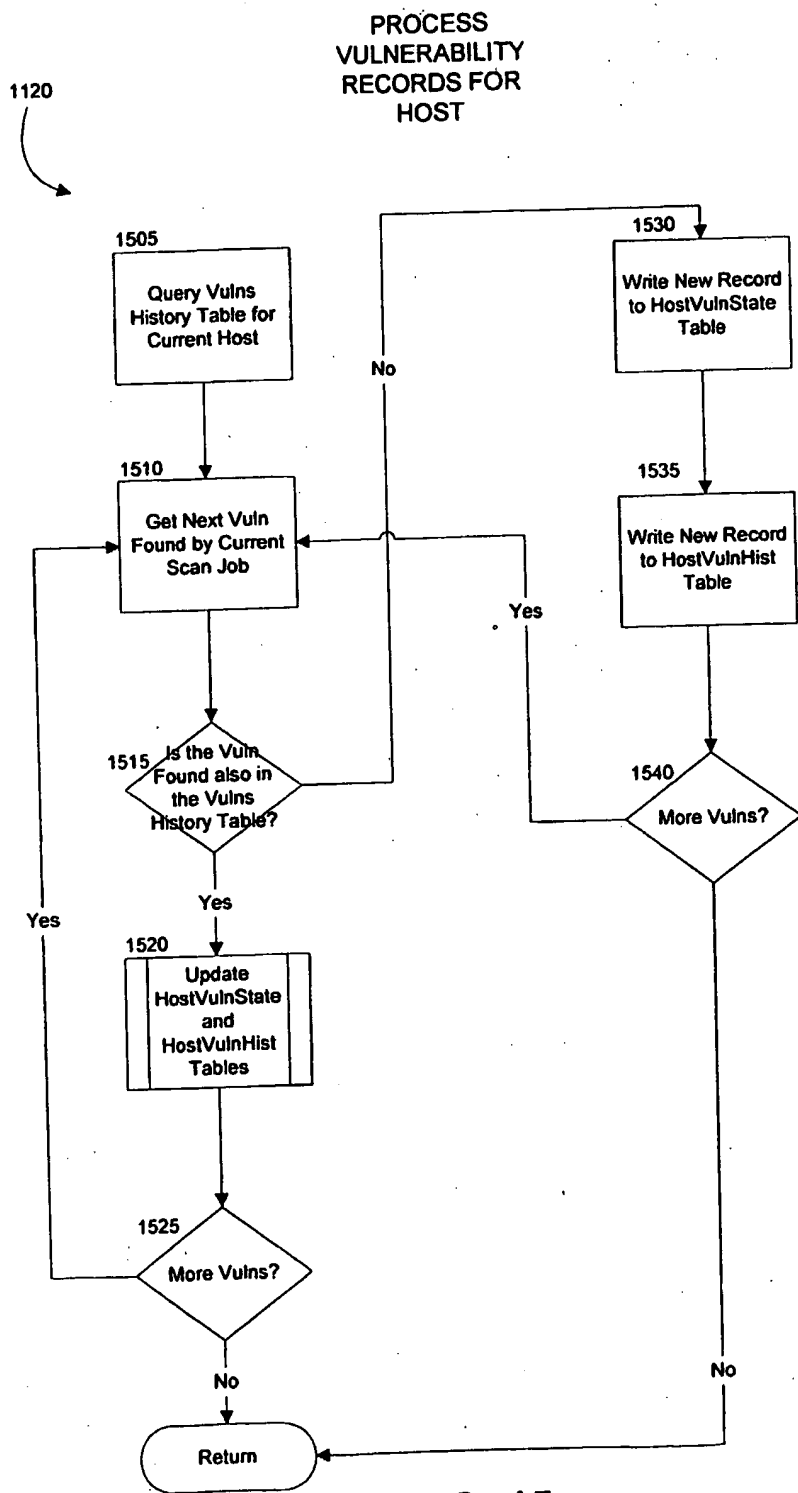 PROCESS
VULNERABILITY
RECORDS FOR
HOST
1120
1505
Query Vulns
History Table for
Current Host
1510
Get Next Vuln
Found by Current
Scan Job
1515
Is the Vuln
Found also in
the Vulns
History Table?
No
Yes
1520
Update
HostVulnState
and
HostVulnHist
Tables
1525
More Vulns?
Yes
No
Return
1530
Write New Record
to HostVulnState
Table
1535
Write New Record
to HostVulnHist
Table
1540
More Vulns?
Yes
No